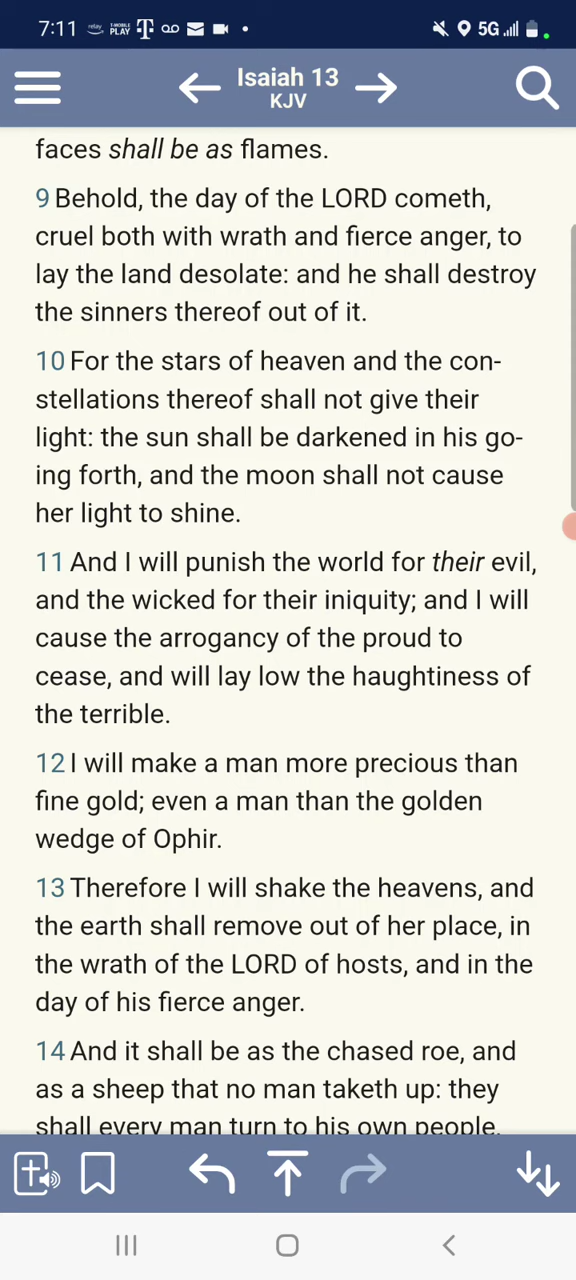 7:11 relay T-MOBILE PLAY T 5G
Isaiah 13
KJV
faces shall be as flames.
9 Behold, the day of the LORD cometh,
cruel both with wrath and fierce anger, to
lay the land desolate: and he shall destroy
the sinners thereof out of it.
10 For the stars of heaven and the con-
stellations thereof shall not give their
light: the sun shall be darkened in his go-
ing forth, and the moon shall not cause
her light to shine.
11 And I will punish the world for their evil,
and the wicked for their iniquity; and I will
cause the arrogancy of the proud to
cease, and will lay low the haughtiness of
the terrible.
12 I will make a man more precious than
fine gold; even a man than the golden
wedge of Ophir.
13 Therefore I will shake the heavens, and
the earth shall remove out of her place, in
the wrath of the LORD of hosts, and in the
day of his fierce anger.
14 And it shall be as the chased roe, and
as a sheep that no man taketh up: they
shall every man turn to his own people,